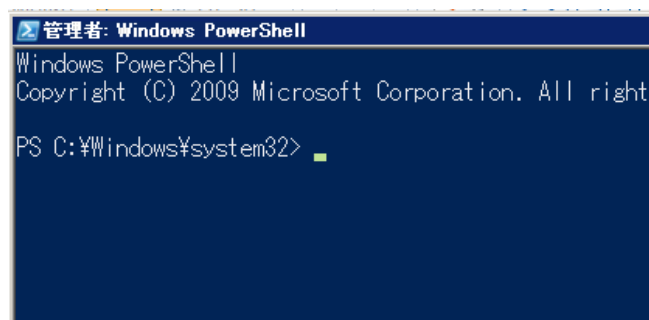 管理者: Windows PowerShell
Windows PowerShell
Copyright (C) 2009 Microsoft Corporation. All right
PS C:¥Windows¥system32>